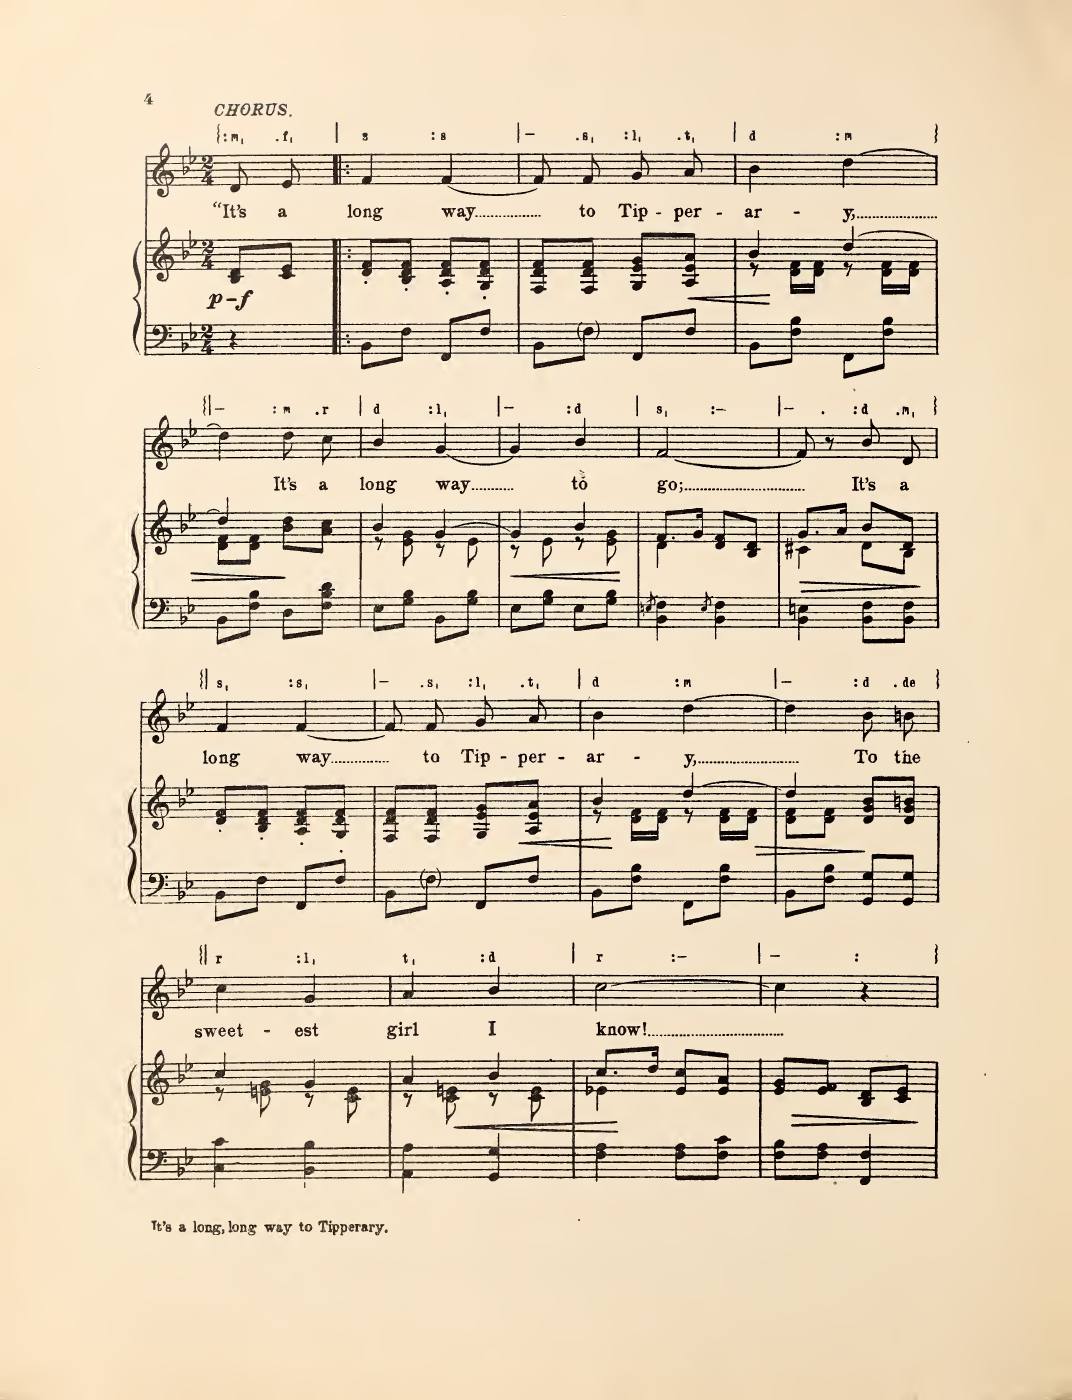 4
CHORUS.
{:m, .f, | s :s | – .s, :l, .t, | d :m }
"It's a long way................. to Tip - per - ar - y,......................
p-f
{| – :m .r | d :l, | – :d | s, :– | – . :d .m, }
It's a long way........... to go;............................... It's a
{| s, :s, | – .s, :l, .t, | d :m | – :d .de }
long way............... to Tip - per - ar - y,.......................... To the
{| r :l, | t, :d | r :– | – : }
sweet - est girl I know!...................................
It's a long, long way to Tipperary.